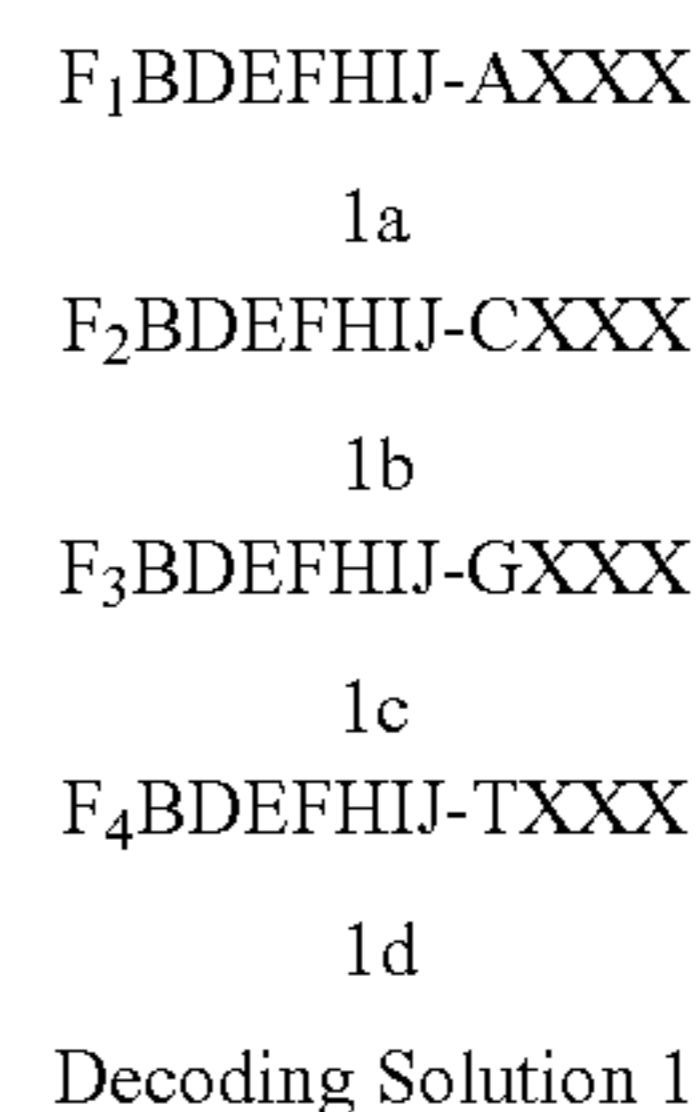 F₁BDEFHIJ-AXXX
1a
F₂BDEFHIJ-CXXX
1b
F₃BDEFHIJ-GXXX
1c
F₄BDEFHIJ-TXXX
1d
Decoding Solution 1